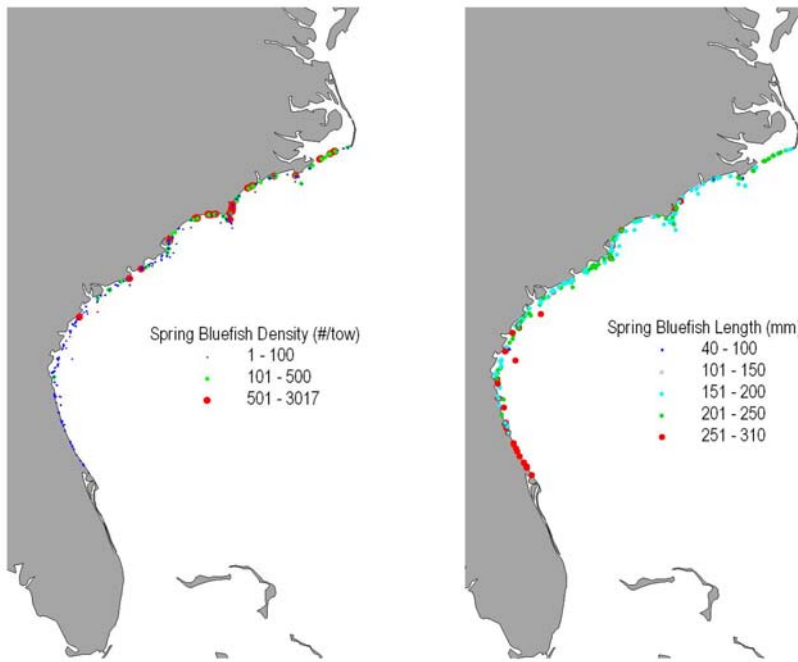 Spring Bluefish Density (#/tow)
1 - 100
101 - 500
501 - 3017
Spring Bluefish Length (mm)
40 - 100
101 - 150
151 - 200
201 - 250
251 - 310